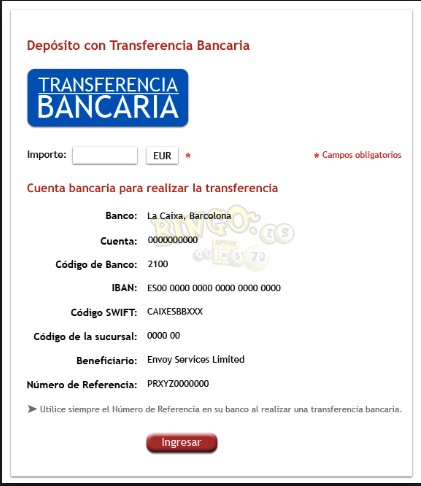 Depósito con Transferencia Bancaria
TRANSFERENCIA
BANCARIA
Importo: EUR * * Campos obligatorios
Cuenta bancaria para realizar la transferencia
Banco: La Caixa, Barcelona
Cuenta: 0000000000
Código de Banco: 2100
IBAN: ES00 0000 0000 0000 0000 0000
Código SWIFT: CAIXESBBXXX
Código de la sucursal: 0000 00
Beneficiario: Envoy Services Limited
Número de Referencia: PRXYZ0000000
➤ Utilice siempre el Número de Referencia en su banco al realizar una transferencia bancaria.
Ingresar
BINGO